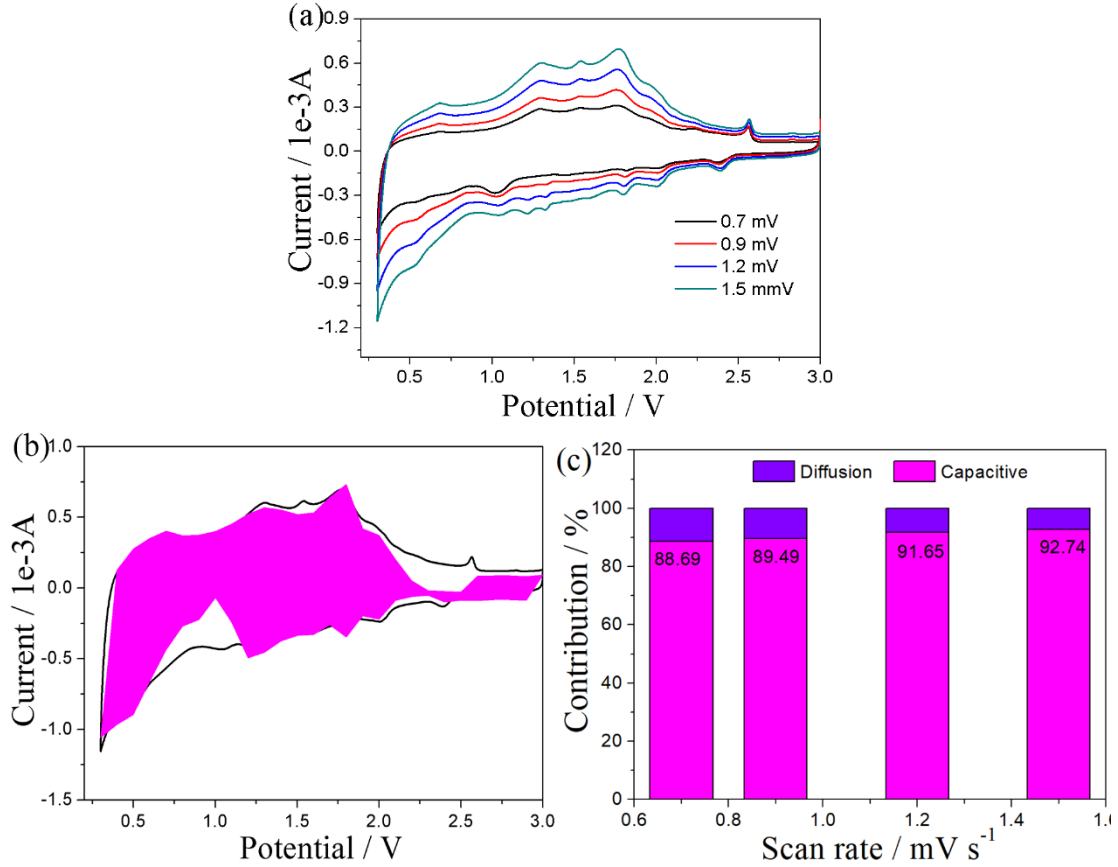 (a)
0.9
0.6
0.3
0.0
-0.3
-0.6
-0.9
-1.2
Current / 1e-3A
0.7 mV
0.9 mV
1.2 mV
1.5 mmV
0.5 1.0 1.5 2.0 2.5 3.0
Potential / V
(b)
1.0
0.5
0.0
-0.5
-1.0
-1.5
Current / 1e-3A
0.5 1.0 1.5 2.0 2.5 3.0
Potential / V
(c)
120
100
80
60
40
20
0
Contribution / %
Diffusion Capacitive
88.69 89.49 91.65 92.74
0.6 0.8 1.0 1.2 1.4 1.6
Scan rate / mV s⁻¹